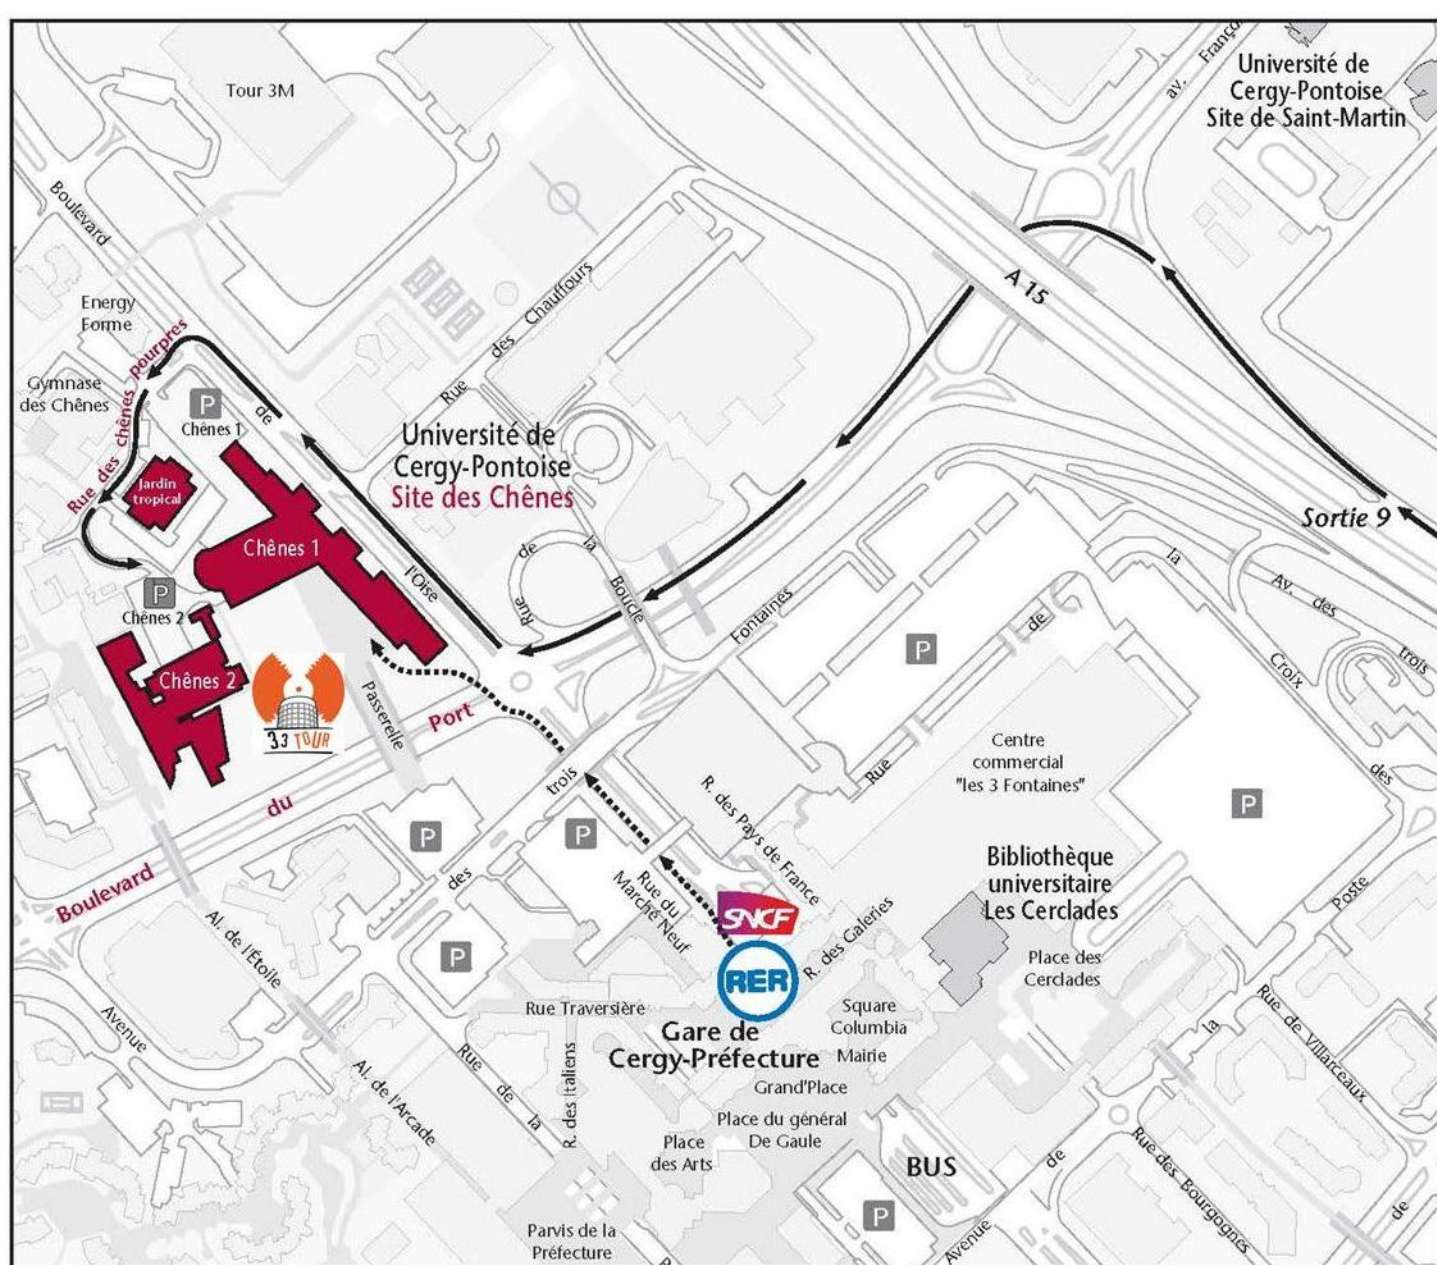 Tour 3M
Université de
Cergy-Pontoise
Site de Saint-Martin
av. Franço
Boulevard
de
l'Oise
Energy
Forme
Gymnase
des Chênes
Rue des chênes pourpres
P
Chênes 1
Jardin
tropical
Chênes 1
P
Chênes 2
Chênes 2
33 TOUR
Université de
Cergy-Pontoise
Site des Chênes
Rue des Chauffours
A 15
Sortie 9
Rue de la Boucle
Passerelle
Boulevard du Port
des trois Fontaines
P
P
P
P
P
P
Rue de
la Croix des
Av. des trois
Centre
commercial
"les 3 Fontaines"
R. des Pays de France
Rue du
Marché Neuf
SNCF
RER
Gare de
Cergy-Préfecture
R. des Galeries
Bibliothèque
universitaire
Les Cerclades
Place des
Cerclades
Square
Columbia
Mairie
Grand'Place
Place du général
De Gaule
Place
des Arts
BUS
Rue Traversière
R. des Italiens
Rue de la
Parvis de la
Préfecture
Al. de l'Étoile
Al. de l'Arcade
Avenue
Avenue de la Poste
Rue de Villarceaux
Rue des Bourgognes
de